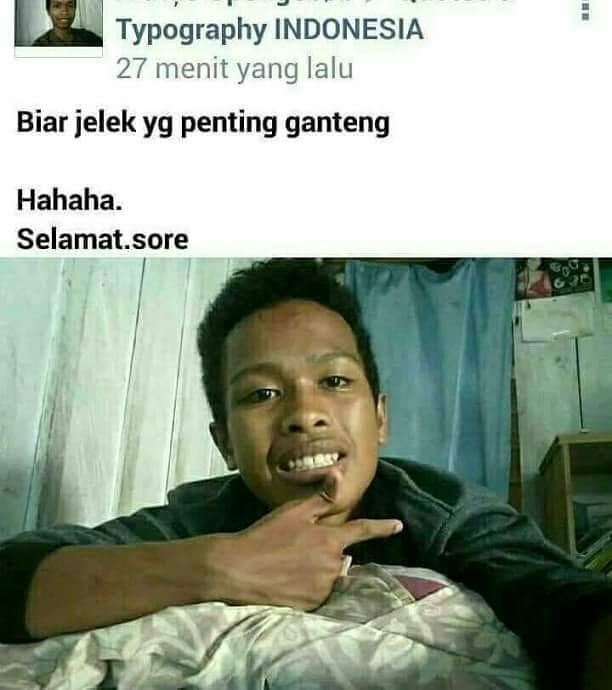 Typography INDONESIA
27 menit yang lalu
Biar jelek yg penting ganteng
Hahaha.
Selamat.sore